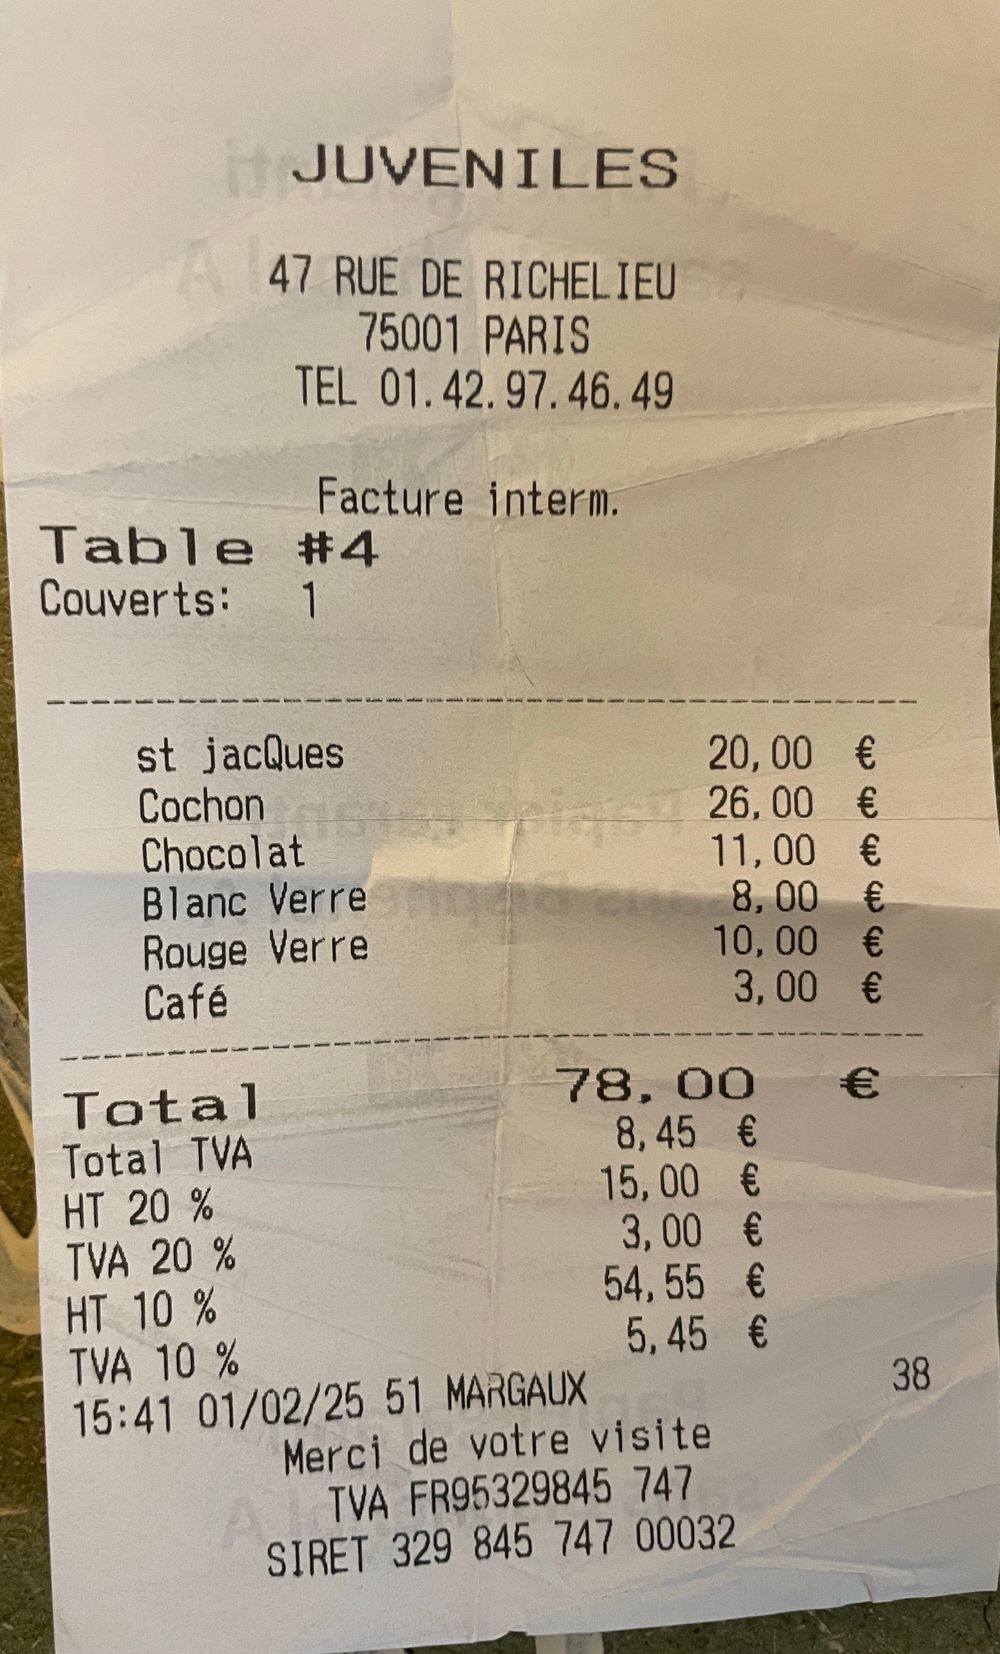 JUVENILES
47 RUE DE RICHELIEU
75001 PARIS
TEL 01.42.97.46.49
Facture interm.
Table #4
Couverts: 1
st jacQues 20,00 €
Cochon 26,00 €
Chocolat 11,00 €
Blanc Verre 8,00 €
Rouge Verre 10,00 €
Café 3,00 €
Total 78,00 €
Total TVA 8,45 €
HT 20 % 15,00 €
TVA 20 % 3,00 €
HT 10 % 54,55 €
TVA 10 % 5,45 €
15:41 01/02/25 51 MARGAUX 38
Merci de votre visite
TVA FR95329845 747
SIRET 329 845 747 00032